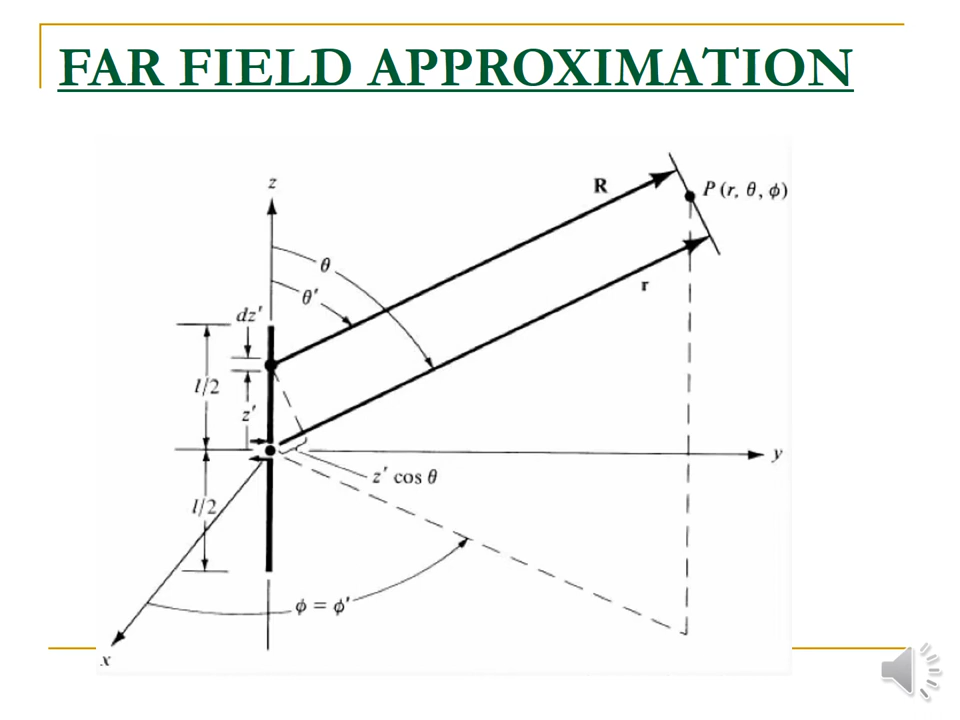 FAR FIELD APPROXIMATION
z
R
P (r, θ, ϕ)
θ
θ′
r
dz′
l/2
z′
y
z′ cos θ
l/2
ϕ = ϕ′
x